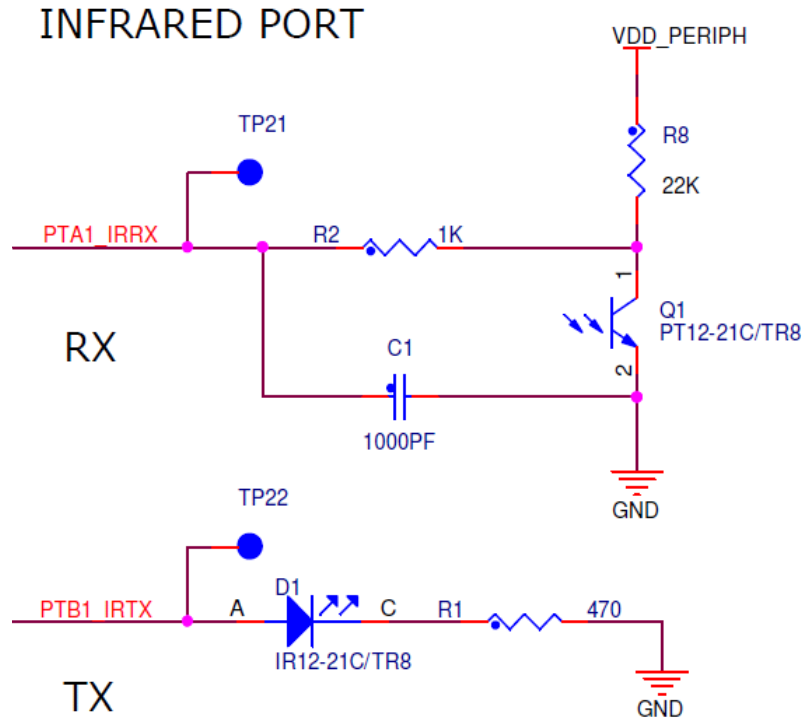 INFRARED PORT
VDD_PERIPH
TP21
R8
22K
PTA1_IRRX
R2
1K
1
Q1
PT12-21C/TR8
RX
C1
2
1000PF
GND
TP22
D1
PTB1_IRTX
A
C
R1
470
IR12-21C/TR8
TX
GND